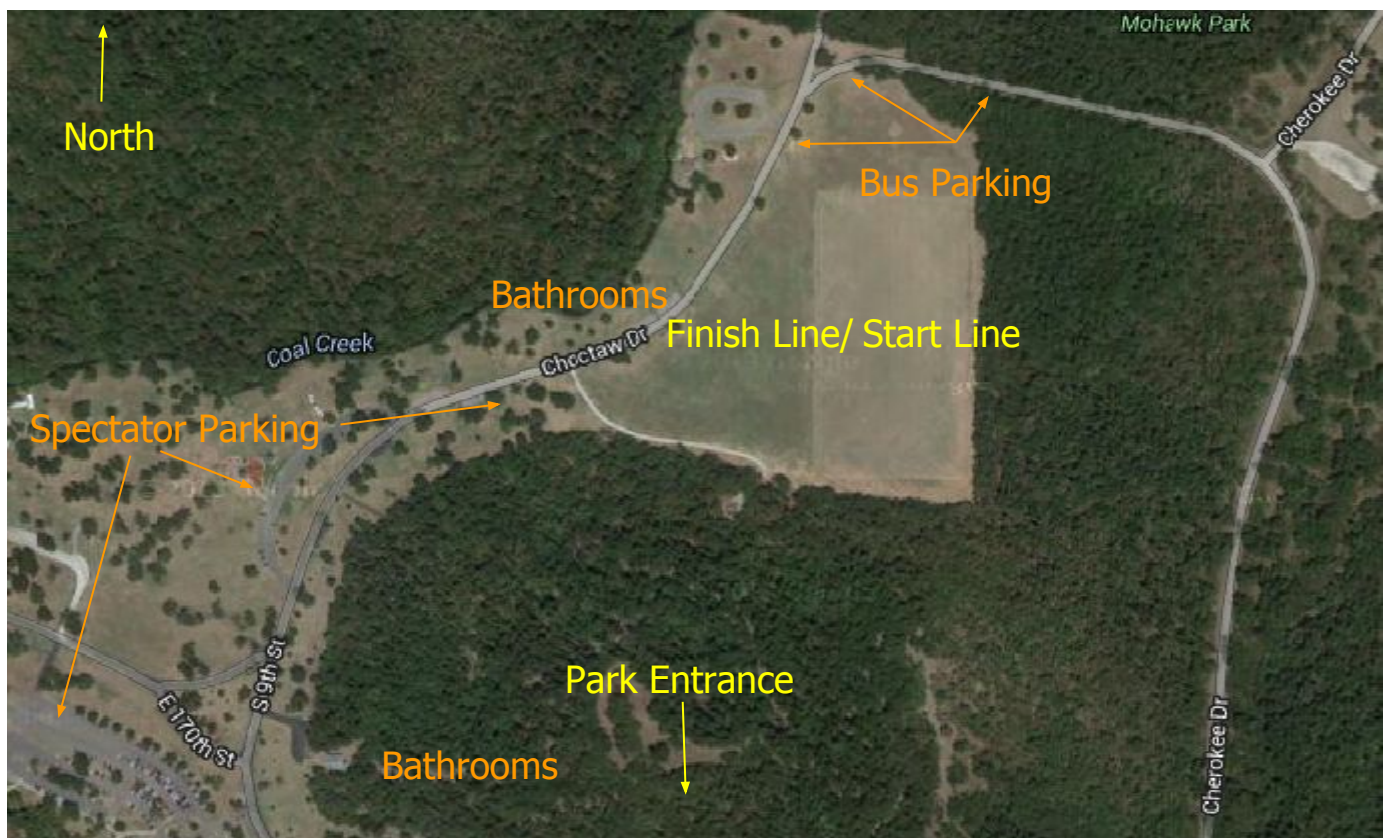 Mohawk Park
North
Cherokee Dr
Bus Parking
Bathrooms
Finish Line/ Start Line
Coal Creek
Choctaw Dr
Spectator Parking
S 9th St
Park Entrance
E 170th St
Bathrooms
Cherokee Dr